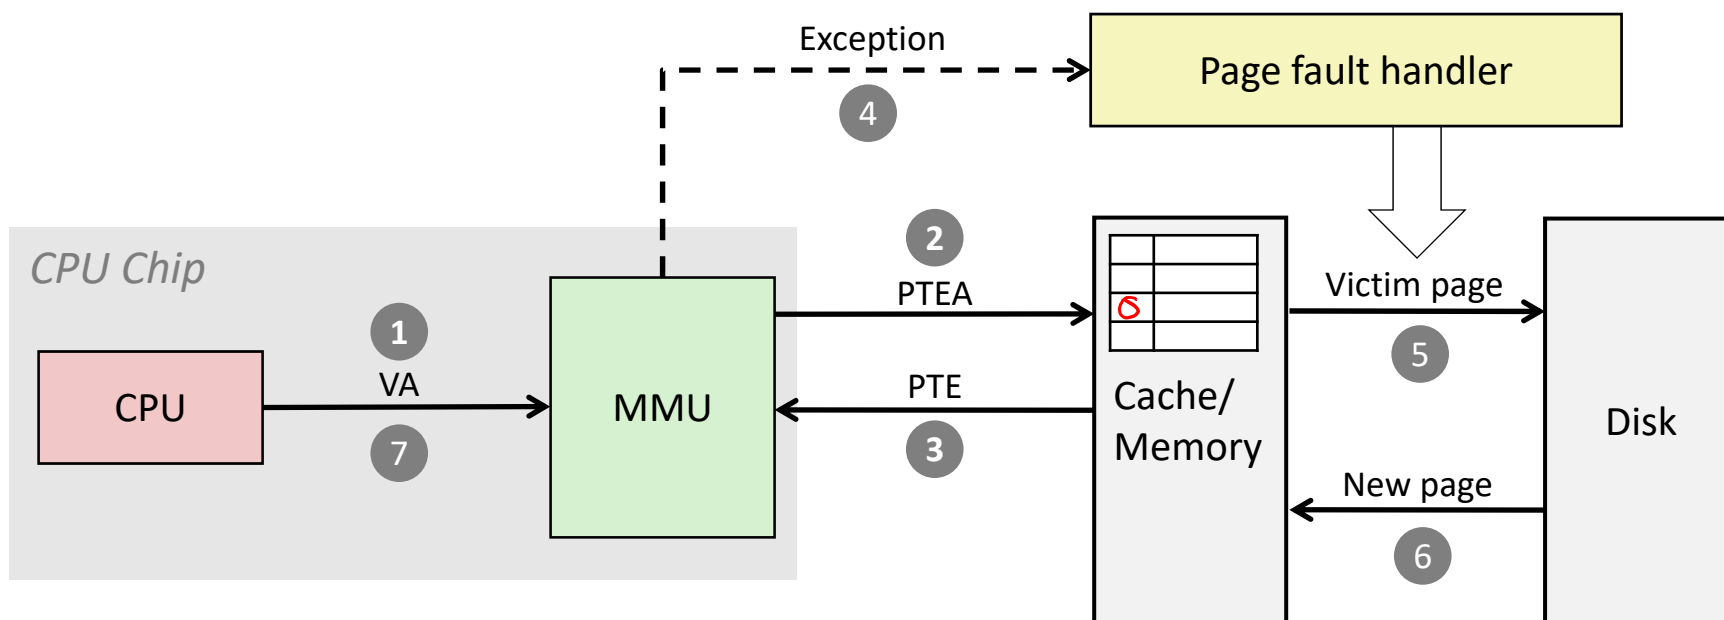 Exception
Page fault handler
4
CPU Chip
2
PTEA
Victim page
0
1
5
VA
PTE
CPU
MMU
Cache/
Memory
Disk
7
3
New page
6